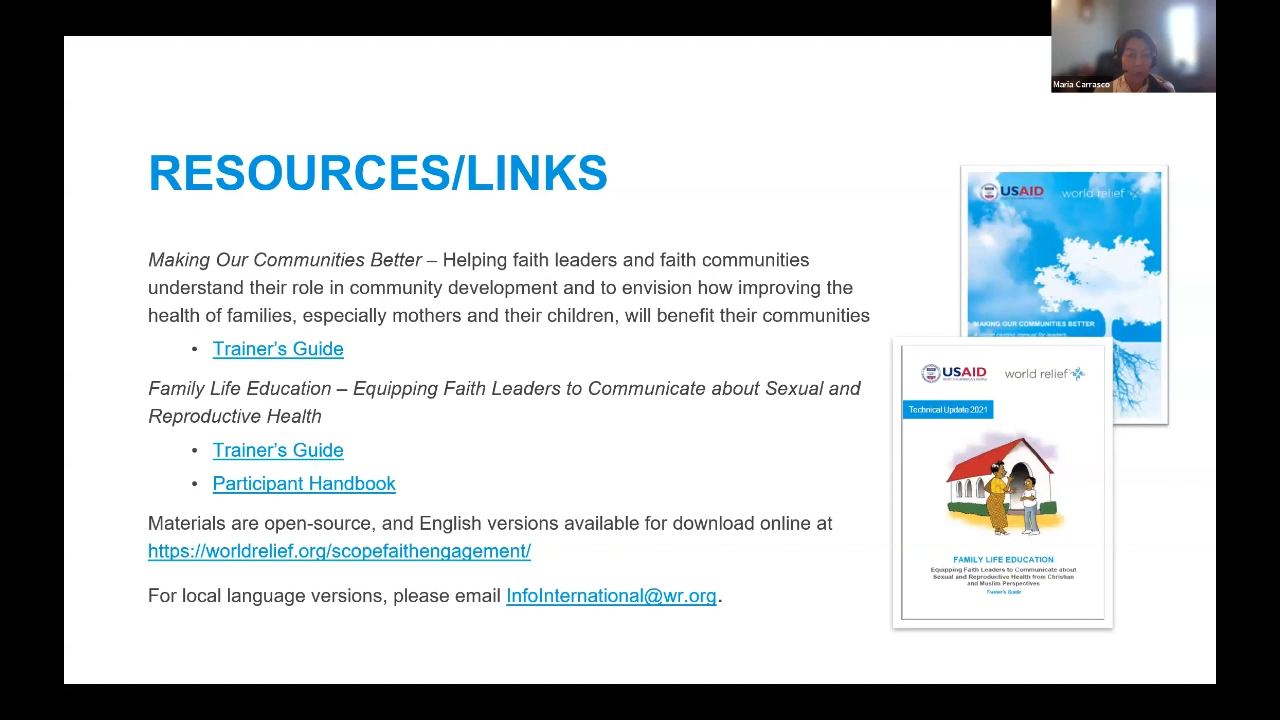 Maria Carrasco
RESOURCES/LINKS
Making Our Communities Better – Helping faith leaders and faith communities
understand their role in community development and to envision how improving the
health of families, especially mothers and their children, will benefit their communities
• Trainer's Guide
Family Life Education – Equipping Faith Leaders to Communicate about Sexual and
Reproductive Health
• Trainer's Guide
• Participant Handbook
Materials are open-source, and English versions available for download online at
https://worldrelief.org/scopefaithengagement/
For local language versions, please email InfoInternational@wr.org.
USAID
world relief
MAKING OUR COMMUNITIES BETTER
USAID
world relief
Technical Update 2021
FAMILY LIFE EDUCATION
Equipping Faith Leaders to Communicate about
Sexual and Reproductive Health from Christian
and Muslim Perspectives
Trainer's Guide